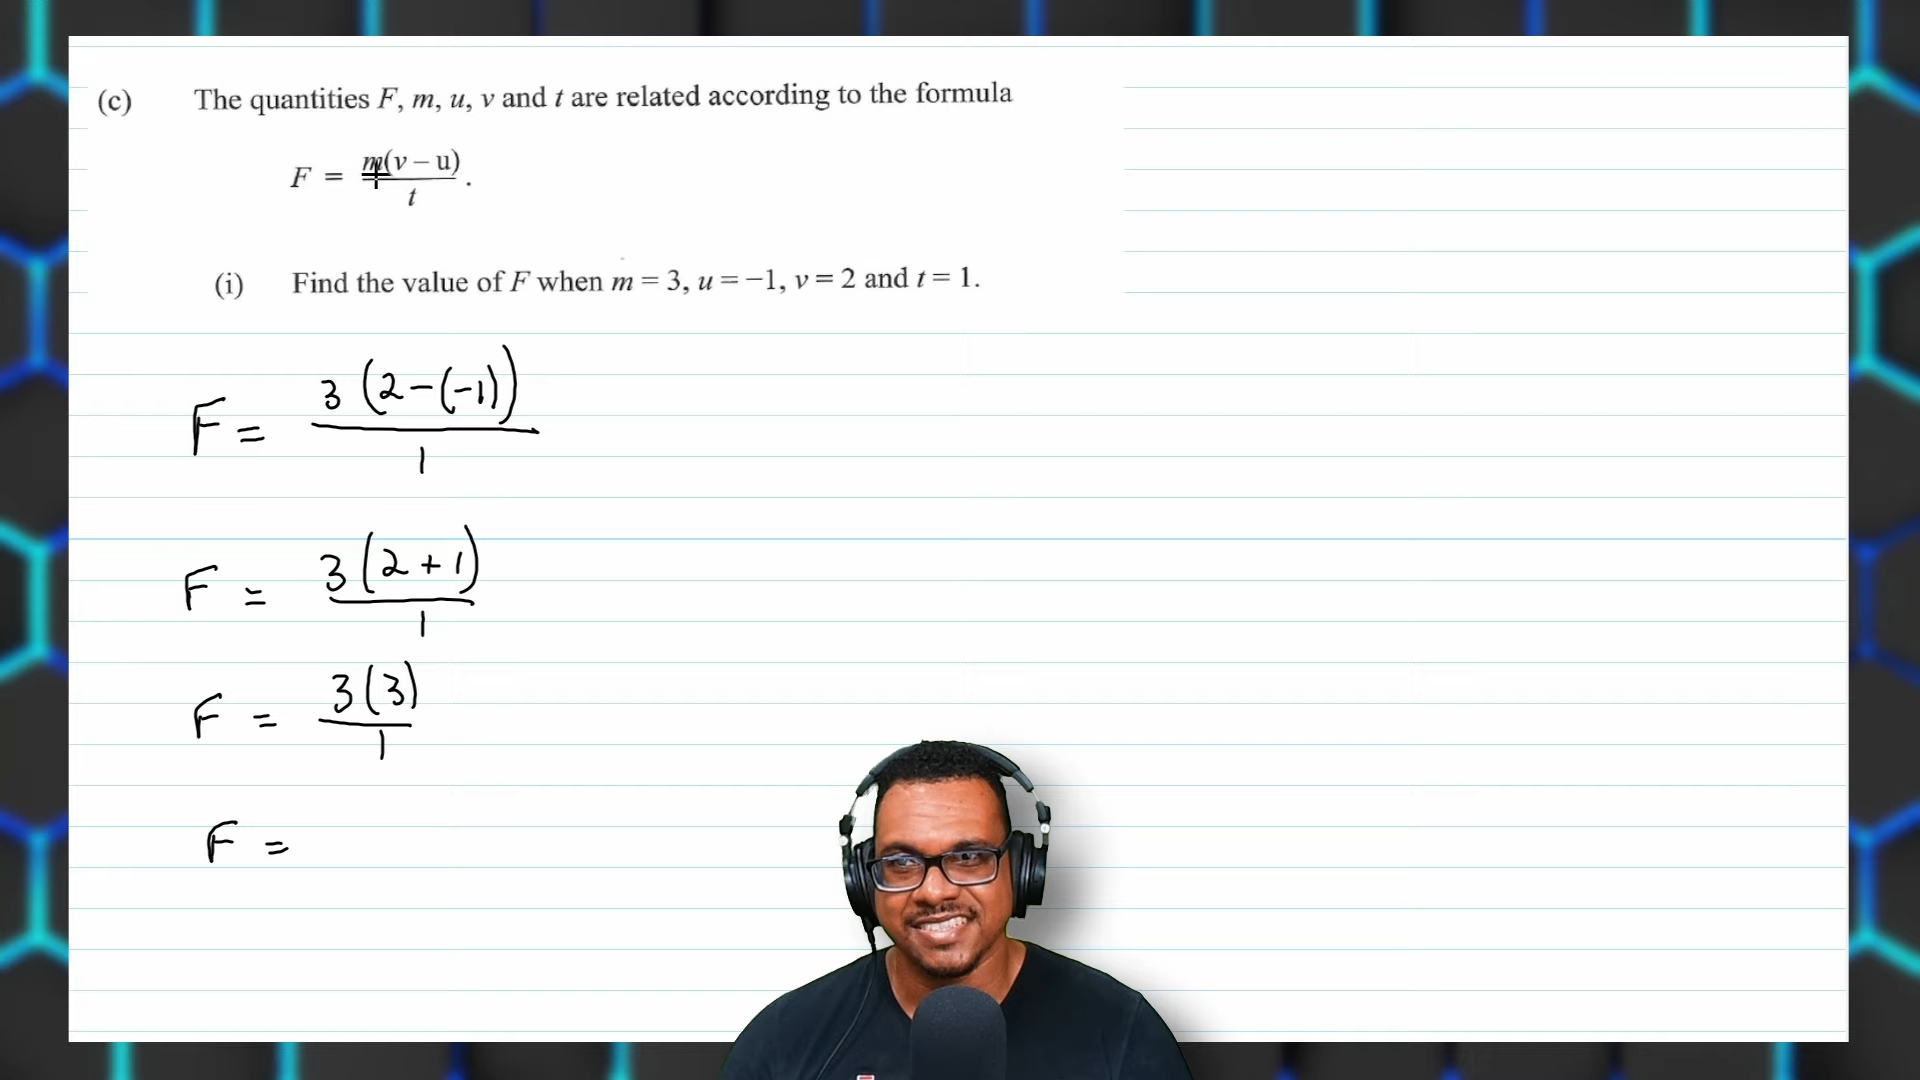 (c) The quantities F, m, u, v and t are related according to the formula
F = m(v – u) / t .
(i) Find the value of F when m = 3, u = −1, v = 2 and t = 1.
F = 3 (2 − (−1)) / 1
F = 3 (2 + 1) / 1
F = 3 (3) / 1
F =